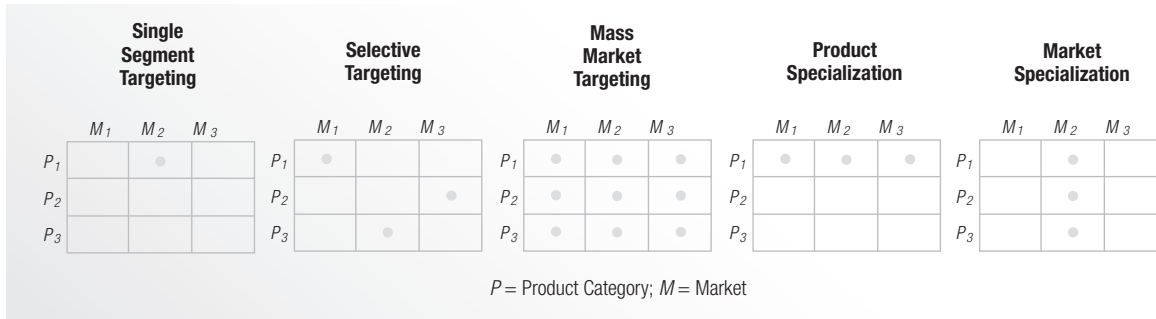 Single
Segment
Targeting
Selective
Targeting
Mass
Market
Targeting
Product
Specialization
Market
Specialization
M1 M2 M3
P1
P2
P3
M1 M2 M3
P1
P2
P3
M1 M2 M3
P1
P2
P3
M1 M2 M3
P1
P2
P3
M1 M2 M3
P1
P2
P3
P = Product Category; M = Market